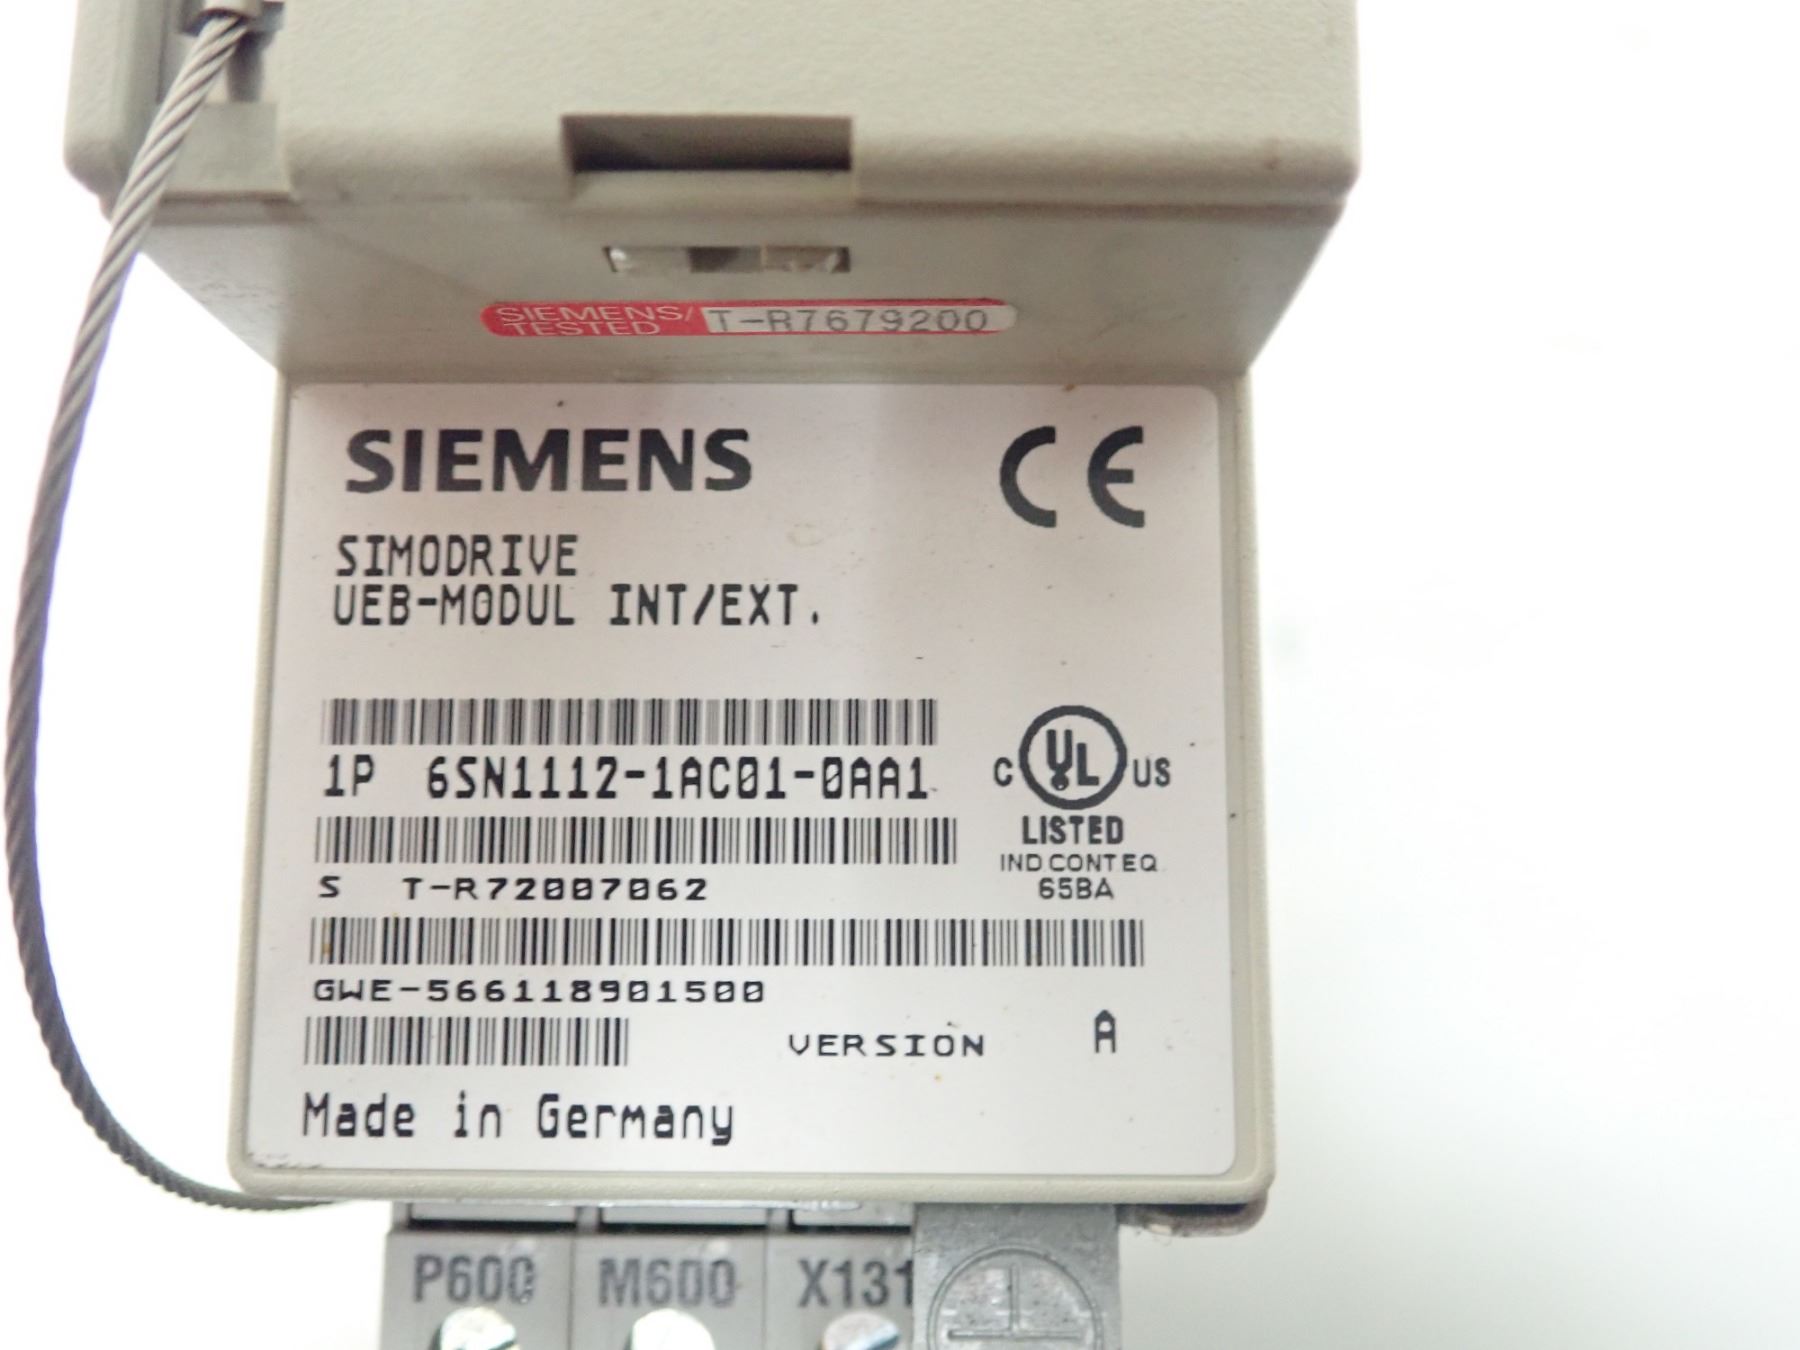 SIEMENS/
TESTED T-R7679200
SIEMENS CE
SIMODRIVE
UEB-MODUL INT/EXT.
1P 6SN1112-1AC01-0AA1
C UL US
LISTED
IND CONT EQ
65BA
S T-R72007062
GWE-566118901500
VERSION A
Made in Germany
P600 M600 X131